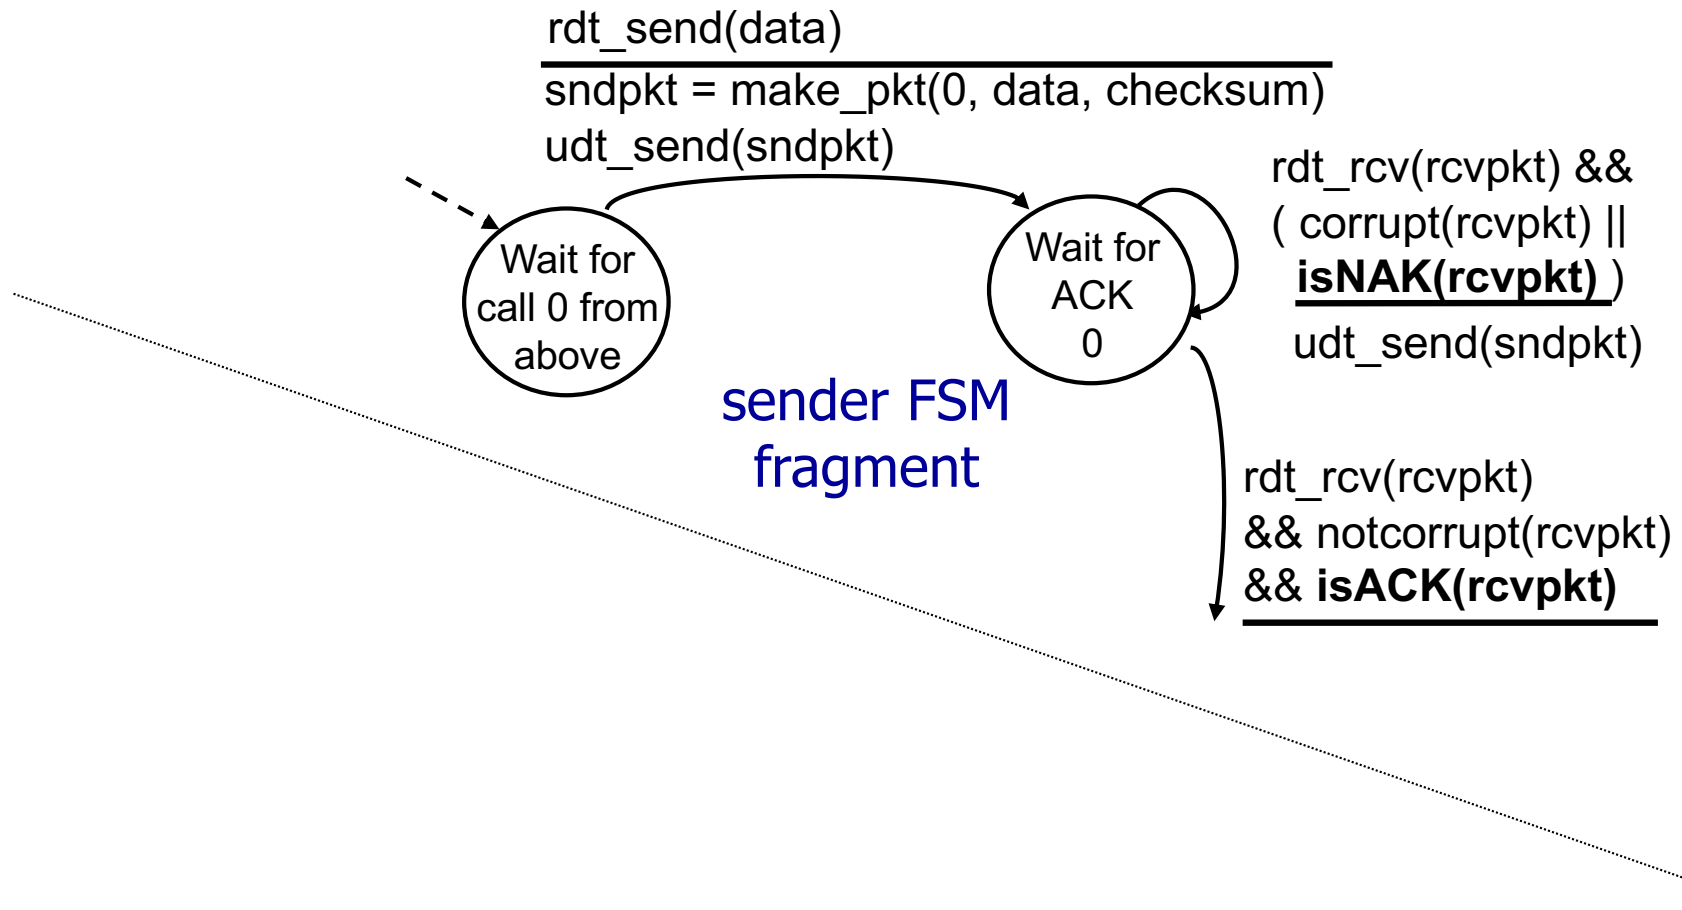 rdt_send(data)
sndpkt = make_pkt(0, data, checksum)
udt_send(sndpkt)
Wait for
call 0 from
above
Wait for
ACK
0
rdt_rcv(rcvpkt) &&
( corrupt(rcvpkt) ||
isNAK(rcvpkt) )
udt_send(sndpkt)
sender FSM
fragment
rdt_rcv(rcvpkt)
&& notcorrupt(rcvpkt)
&& isACK(rcvpkt)